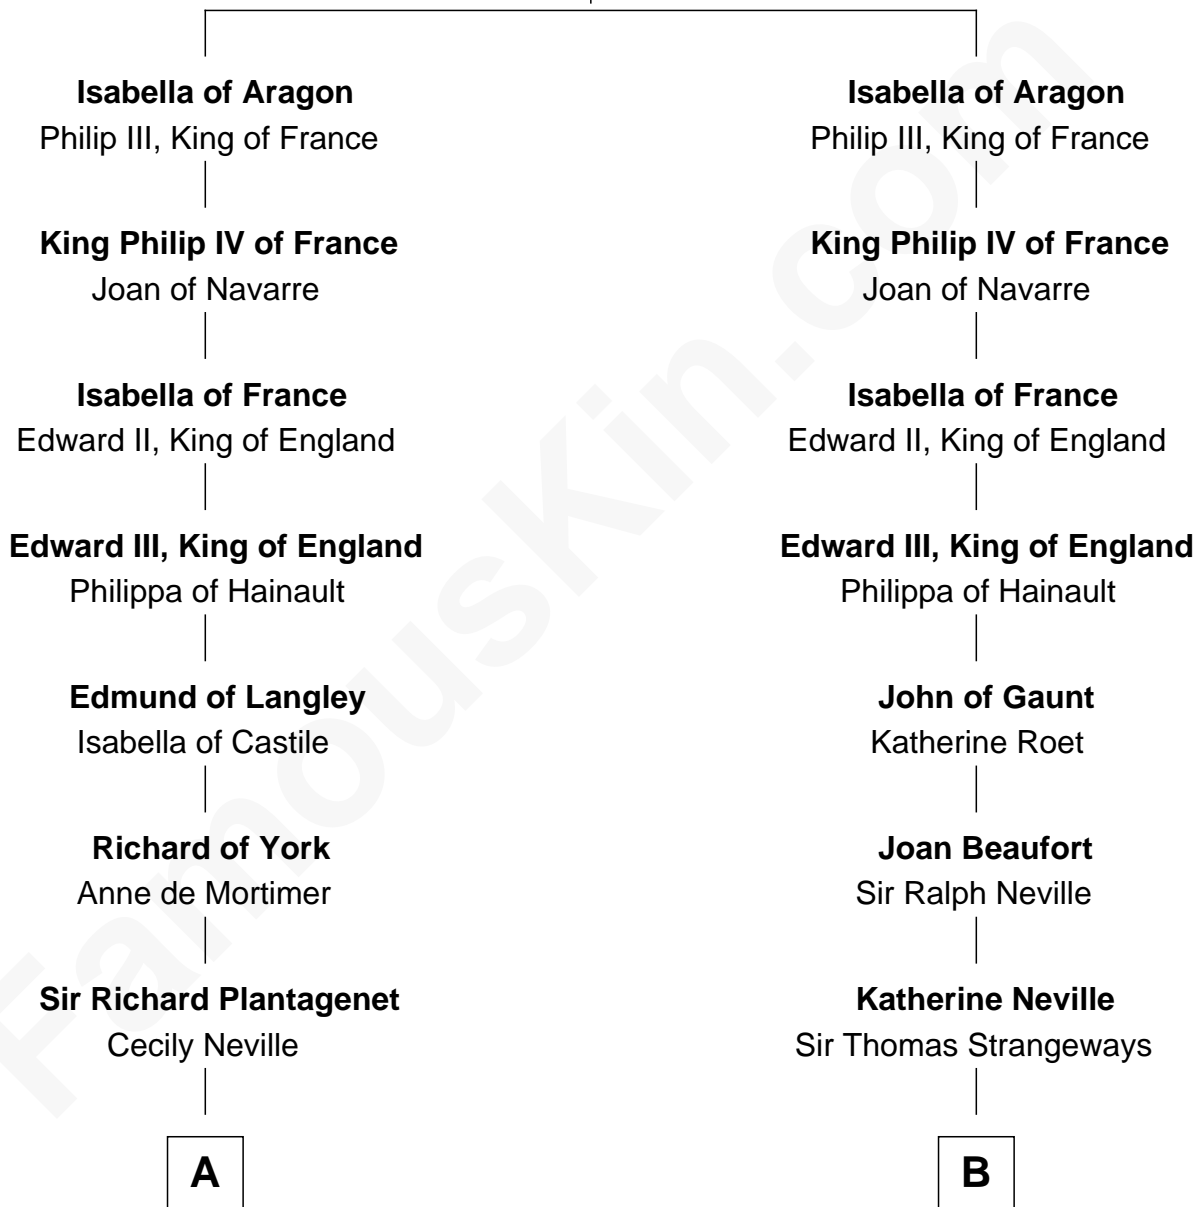 Isabella of Aragon
Philip III, King of France
King Philip IV of France
Joan of Navarre
Isabella of France
Edward II, King of England
Edward III, King of England
Philippa of Hainault
Edmund of Langley
Isabella of Castile
Richard of York
Anne de Mortimer
Sir Richard Plantagenet
Cecily Neville
A
Isabella of Aragon
Philip III, King of France
King Philip IV of France
Joan of Navarre
Isabella of France
Edward II, King of England
Edward III, King of England
Philippa of Hainault
John of Gaunt
Katherine Roet
Joan Beaufort
Sir Ralph Neville
Katherine Neville
Sir Thomas Strangeways
B
FamousKin.com